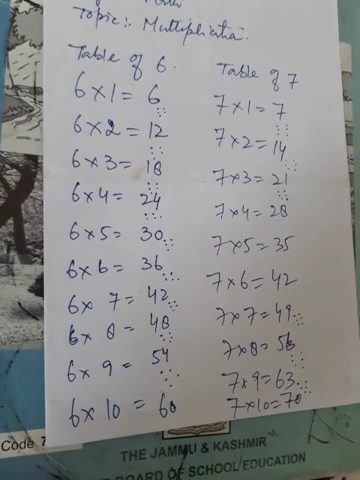 Topic:. Multiplication.
Table of 6.
6×1= 6
6×2= 12
6×3= 18
6×4= 24
6×5= 30
6×6= 36
6× 7= 42
6× 8= 48
6× 9= 54
6× 10 = 60
Table of 7
7×1= 7
7×2= 14
7×3= 21
7×4= 28
7×5= 35
7×6= 42
7×7= 49
7×8= 56
7×9= 63
7×10= 70
Code 7
THE JAMMU & KASHMIR
BOARD OF SCHOOL EDUCATION